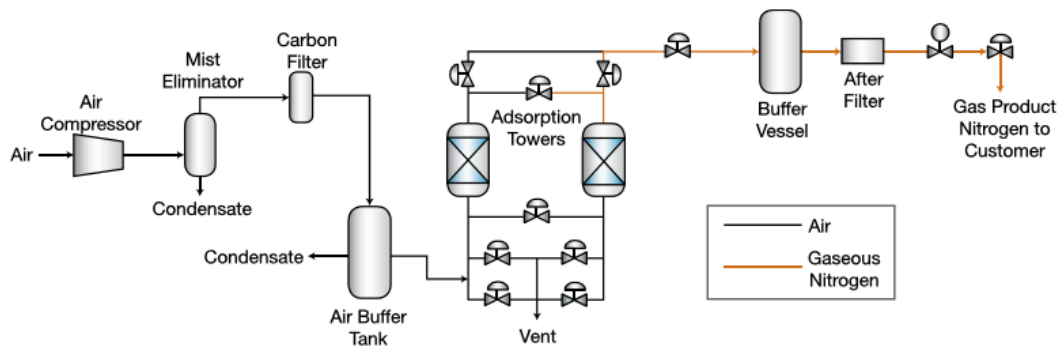 Air
Air
Compressor
Mist
Eliminator
Condensate
Carbon
Filter
Condensate
Air Buffer
Tank
Adsorption
Towers
Vent
Buffer
Vessel
After
Filter
Gas Product
Nitrogen to
Customer
Air
Gaseous
Nitrogen